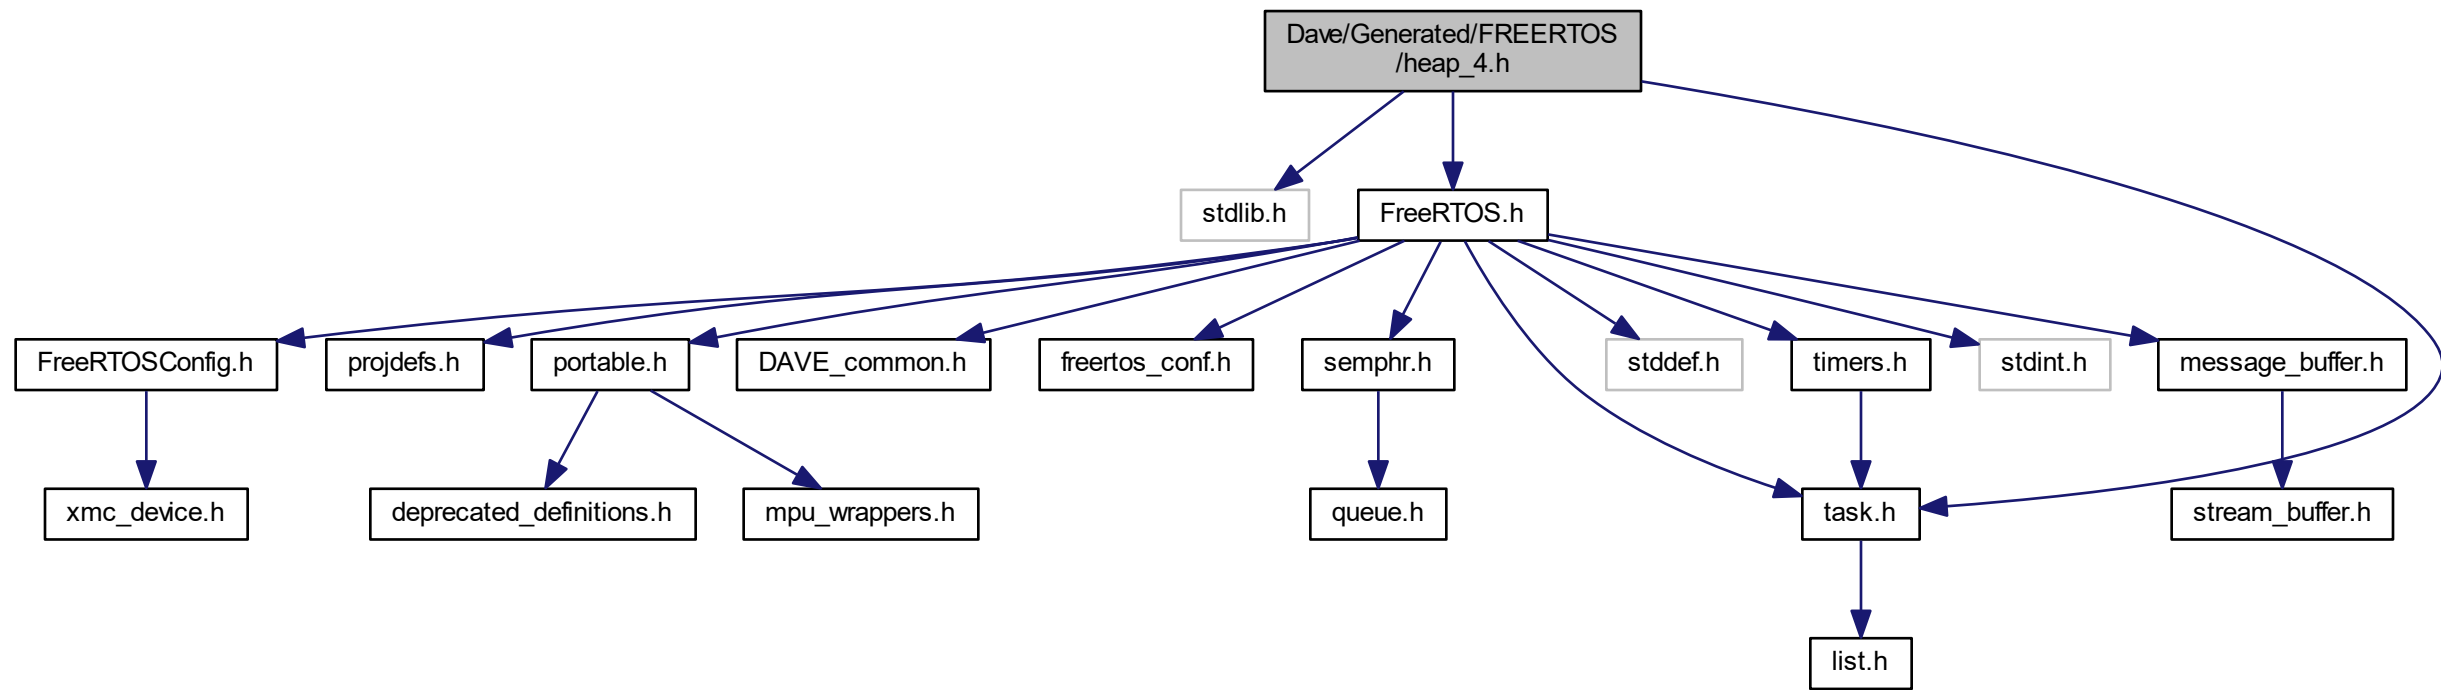 Dave/Generated/FREERTOS
/heap_4.h
stdlib.h
FreeRTOS.h
FreeRTOSConfig.h
projdefs.h
portable.h
DAVE_common.h
freertos_conf.h
semphr.h
stddef.h
timers.h
stdint.h
message_buffer.h
xmc_device.h
deprecated_definitions.h
mpu_wrappers.h
queue.h
task.h
stream_buffer.h
list.h